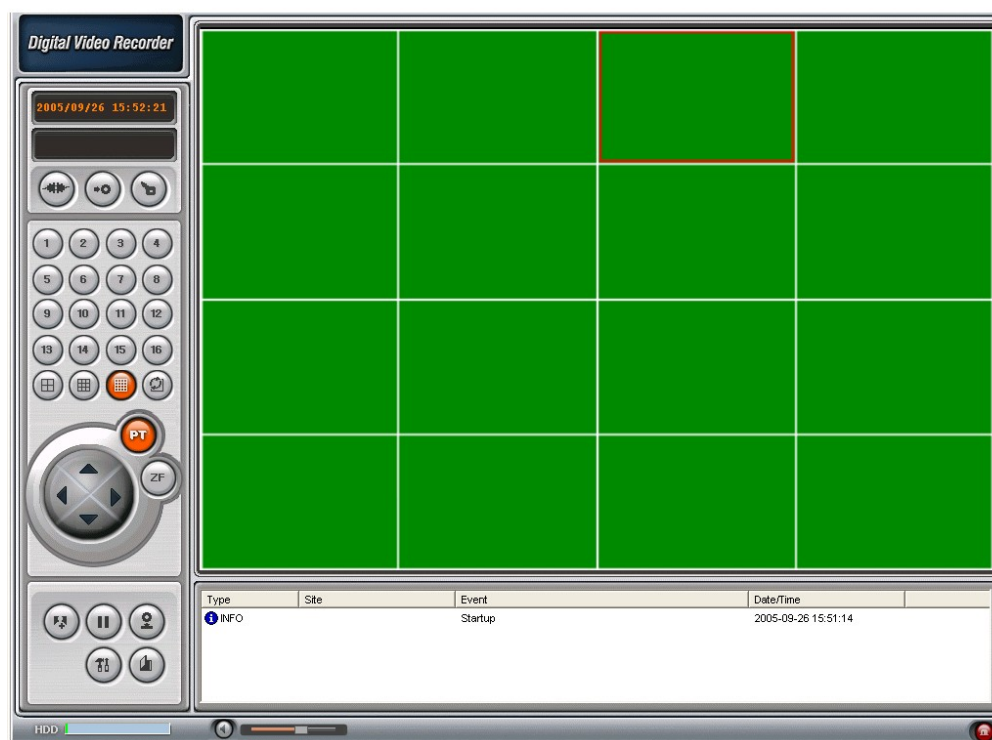 Digital Video Recorder
2005/09/26 15:52:21
1 2 3 4
5 6 7 8
9 10 11 12
13 14 15 16
PT
ZF
Type Site Event Date/Time
INFO Startup 2005-09-26 15:51:14
HDD